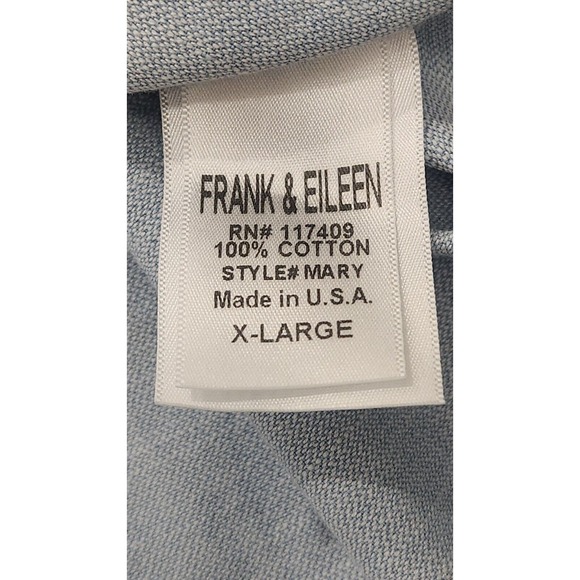 FRANK & EILEEN
RN# 117409
100% COTTON
STYLE# MARY
Made in U.S.A.
X-LARGE